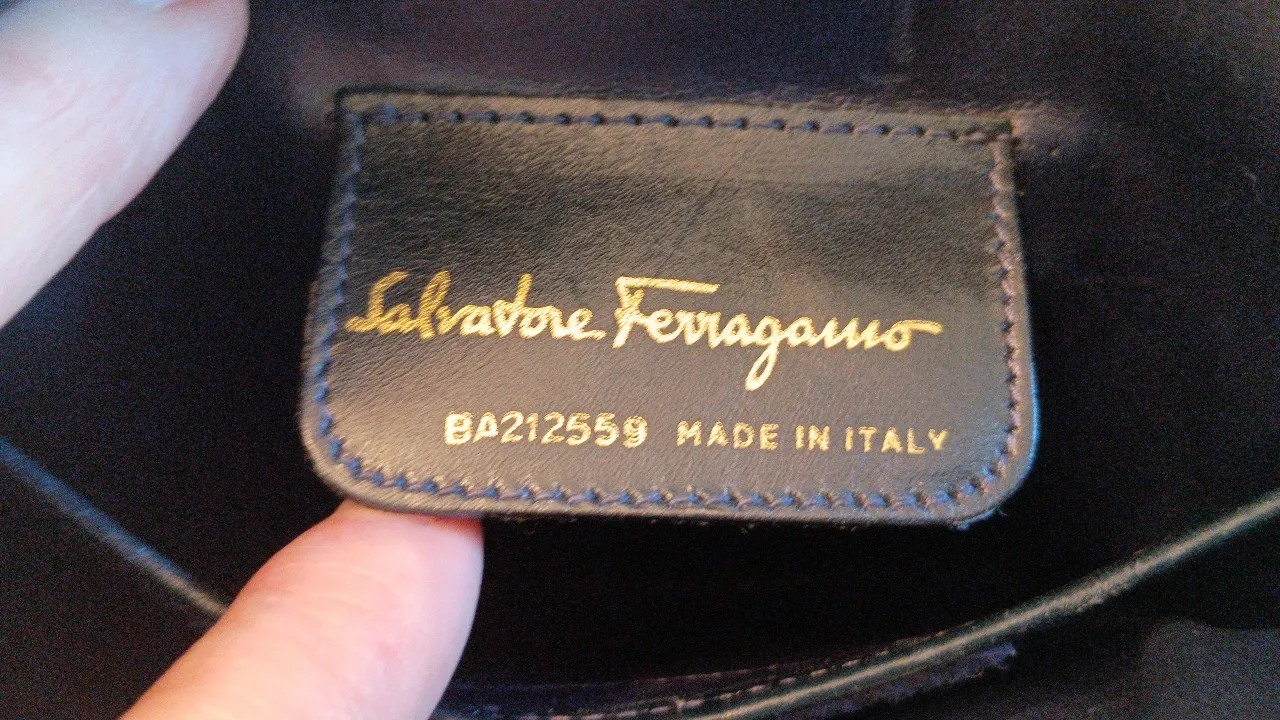 Salvatore Ferragamo
BA212559 MADE IN ITALY